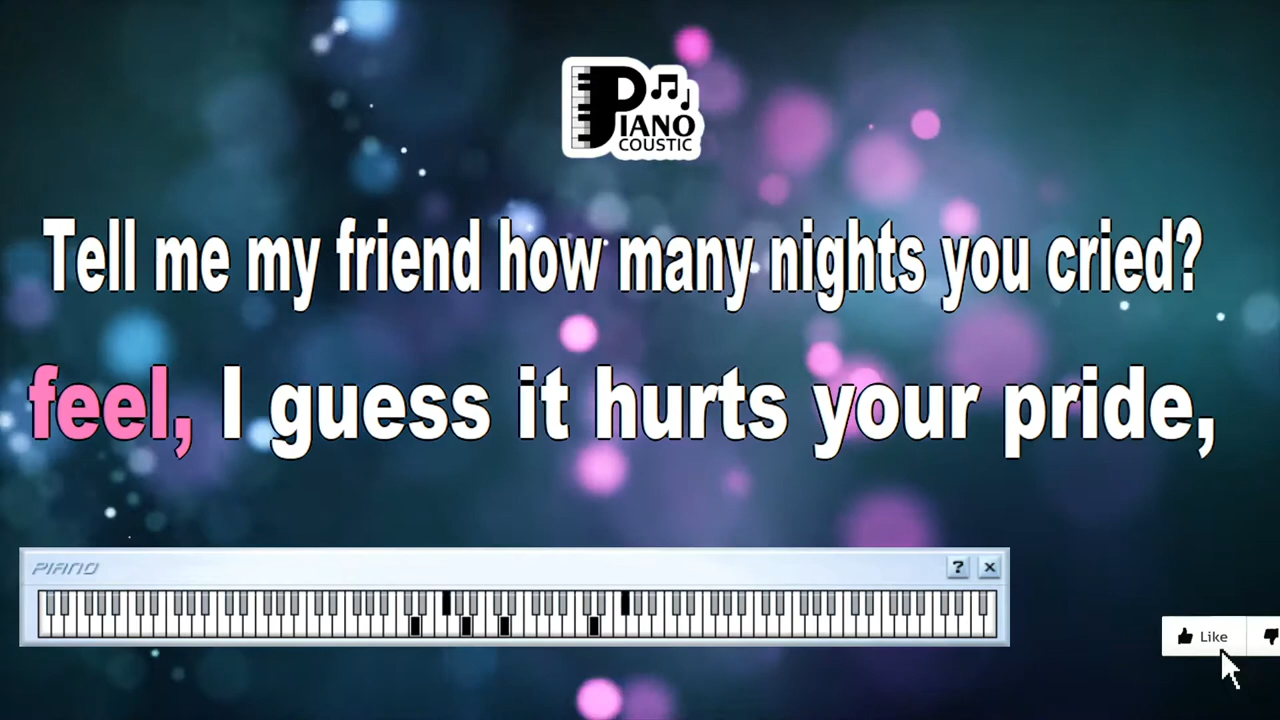 PIANO
COUSTIC
Tell me my friend how many nights you cried?
feel, I guess it hurts your pride,
PIANO
?
Like